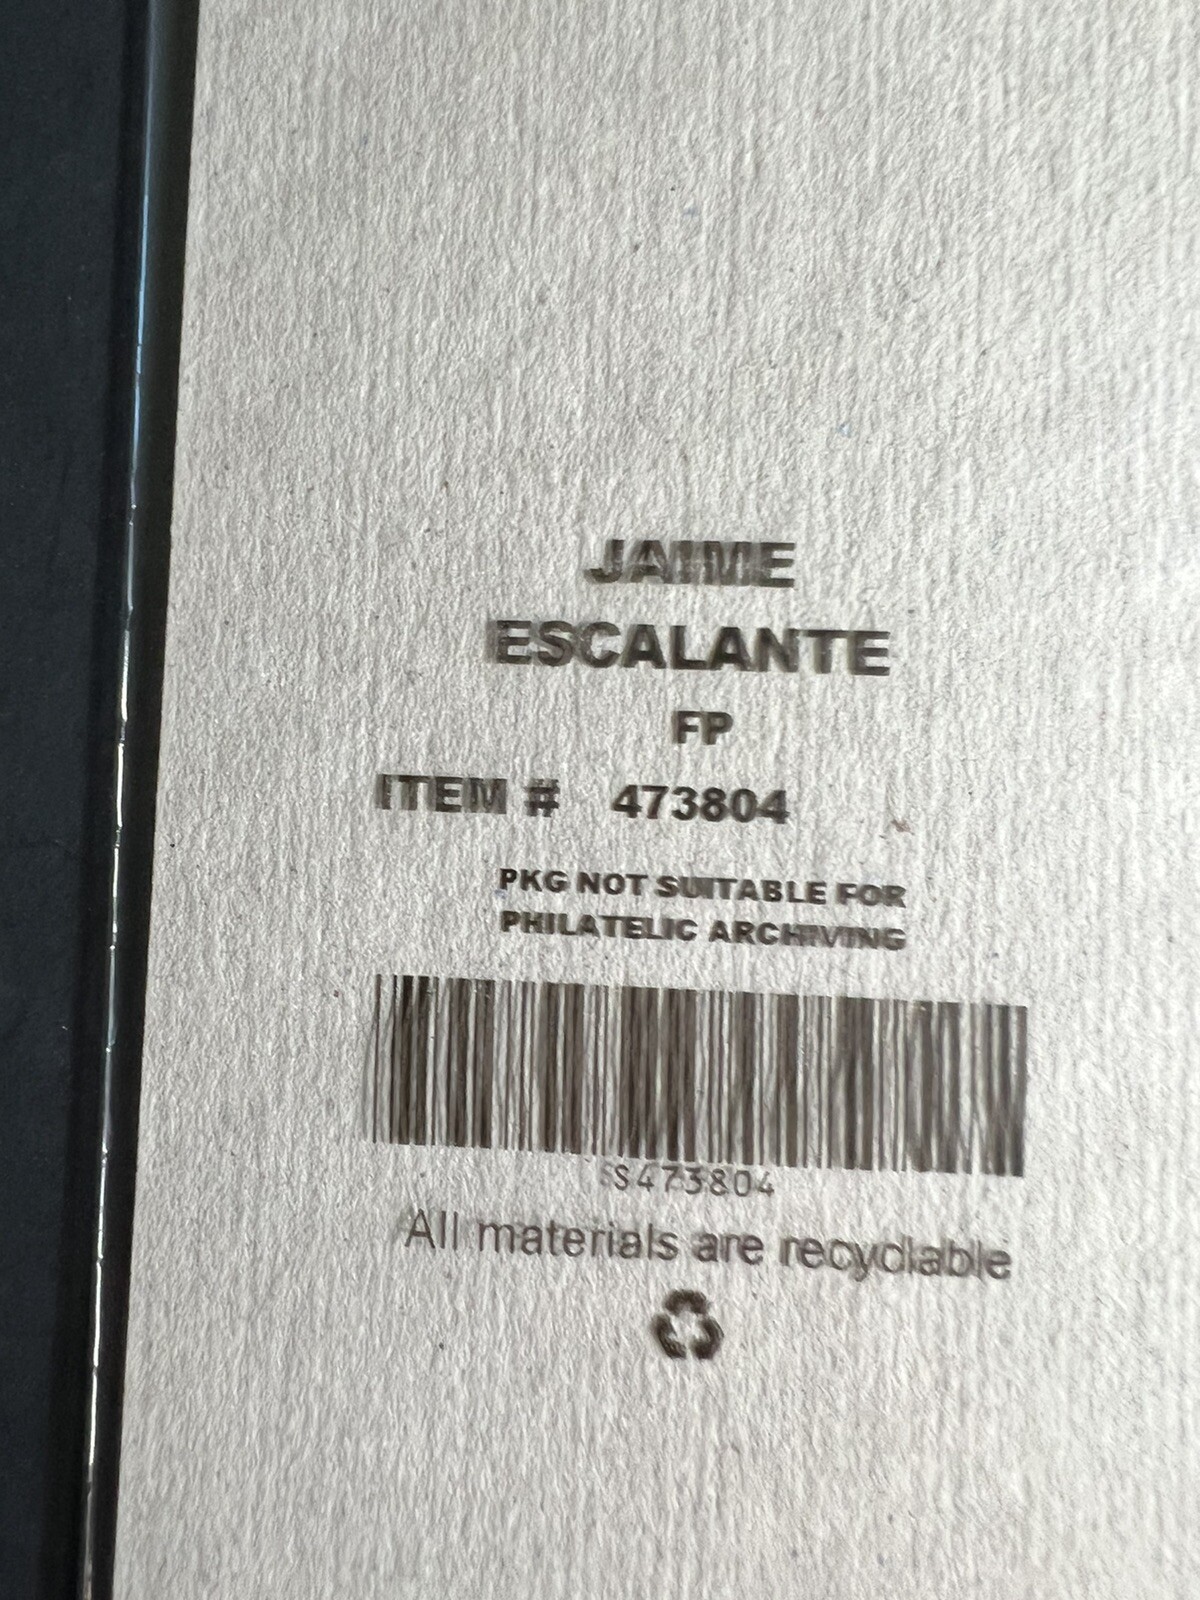 JAIME
ESCALANTE
FP
ITEM # 473804
PKG NOT SUITABLE FOR
PHILATELIC ARCHIVING
S473804
All materials are recyclable